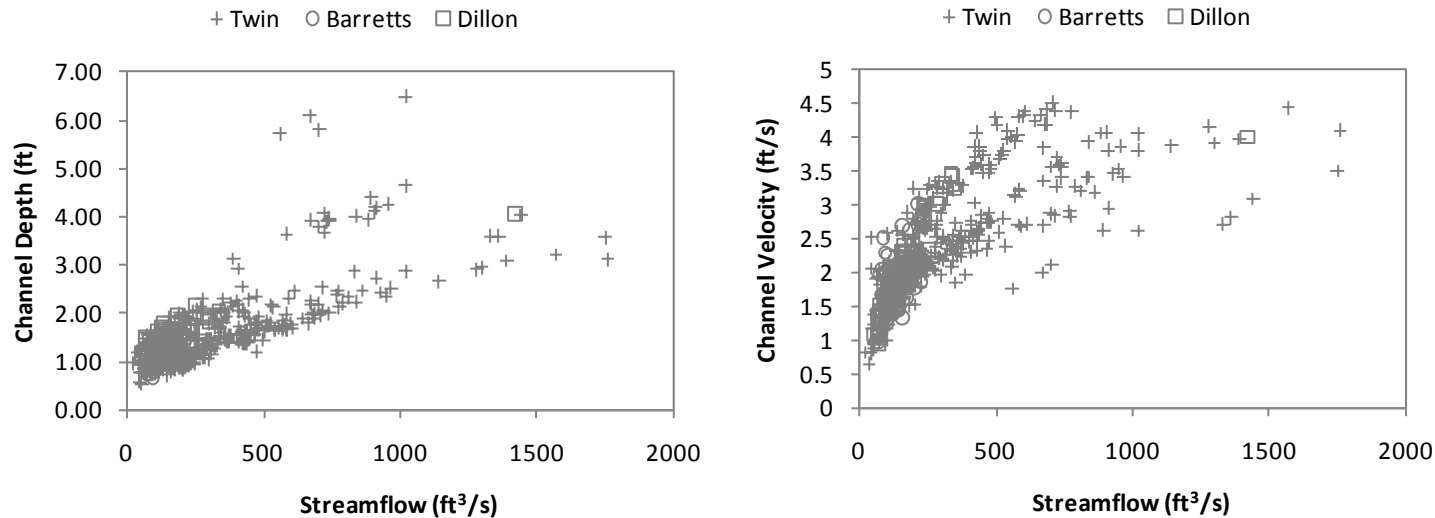 Twin Barretts Dillon
7.00
6.00
5.00
4.00
3.00
2.00
1.00
0.00
Channel Depth (ft)
0 500 1000 1500 2000
Streamflow (ft³/s)
Twin Barretts Dillon
5
4.5
4
3.5
3
2.5
2
1.5
1
0.5
0
Channel Velocity (ft/s)
0 500 1000 1500 2000
Streamflow (ft³/s)